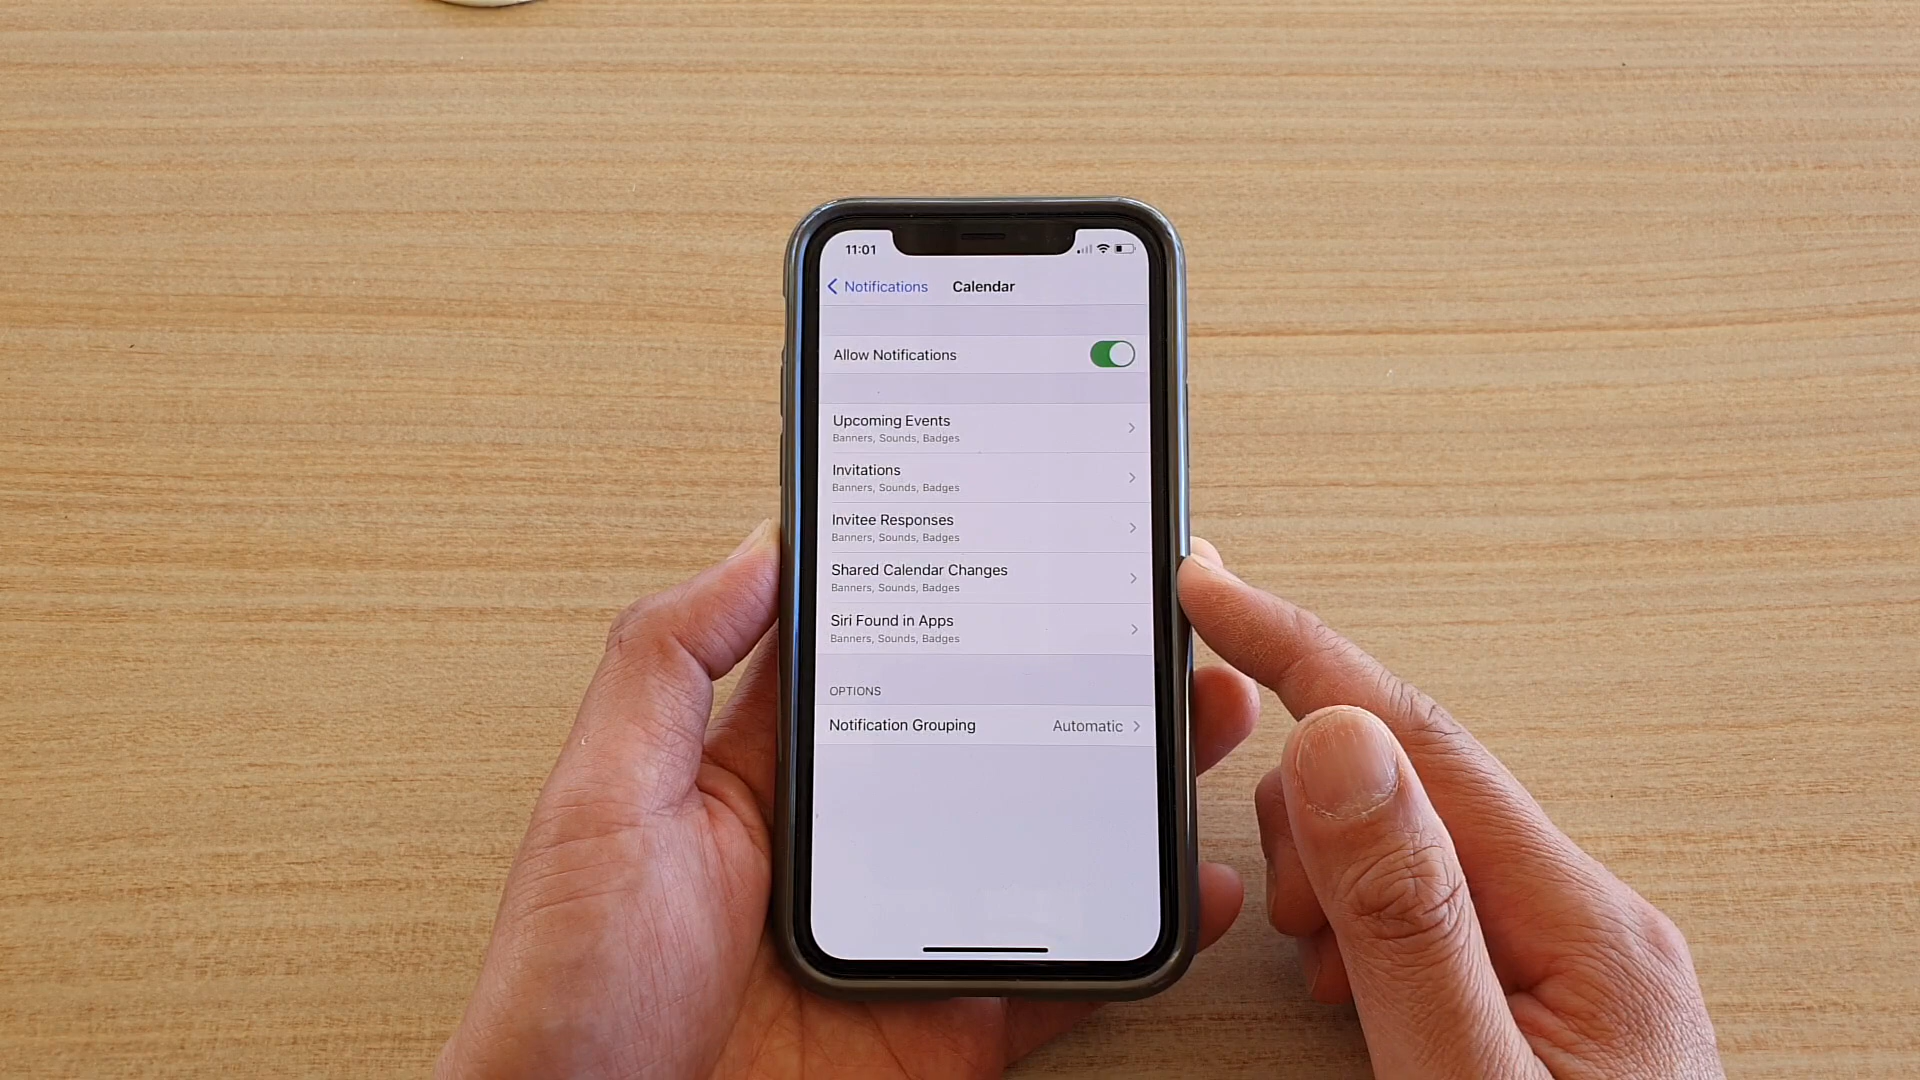 11:01
Notifications Calendar
Allow Notifications
Upcoming Events
Banners, Sounds, Badges
Invitations
Banners, Sounds, Badges
Invitee Responses
Banners, Sounds, Badges
Shared Calendar Changes
Banners, Sounds, Badges
Siri Found in Apps
Banners, Sounds, Badges
OPTIONS
Notification Grouping Automatic